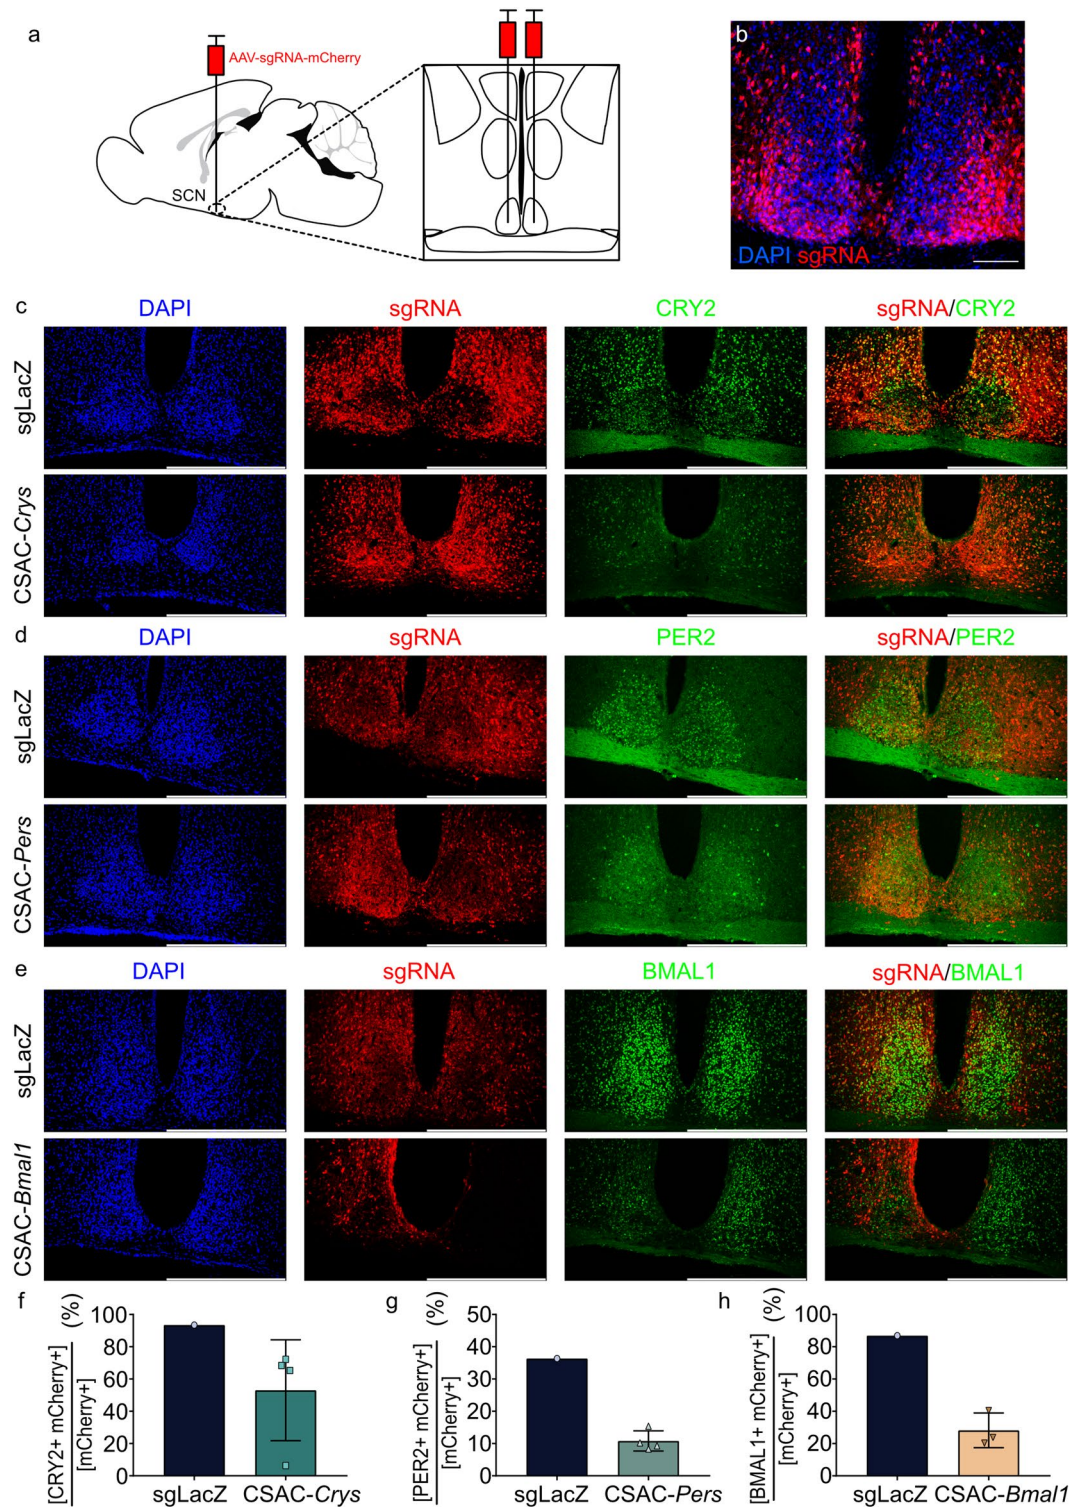 a
AAV-sgRNA-mCherry
SCN
b
DAPI sgRNA
c
DAPI sgRNA CRY2 sgRNA/CRY2
sgLacZ
CSAC-Crys
d
DAPI sgRNA PER2 sgRNA/PER2
sgLacZ
CSAC-Pers
e
DAPI sgRNA BMAL1 sgRNA/BMAL1
sgLacZ
CSAC-Bmal1
f
[CRY2+ mCherry+] (%)
[mCherry+]
100
80
60
40
20
0
sgLacZ CSAC-Crys
g
[PER2+ mCherry+] (%)
[mCherry+]
50
40
30
20
10
0
sgLacZ CSAC-Pers
h
[BMAL1+ mCherry+] (%)
[mCherry+]
100
80
60
40
20
0
sgLacZ CSAC-Bmal1